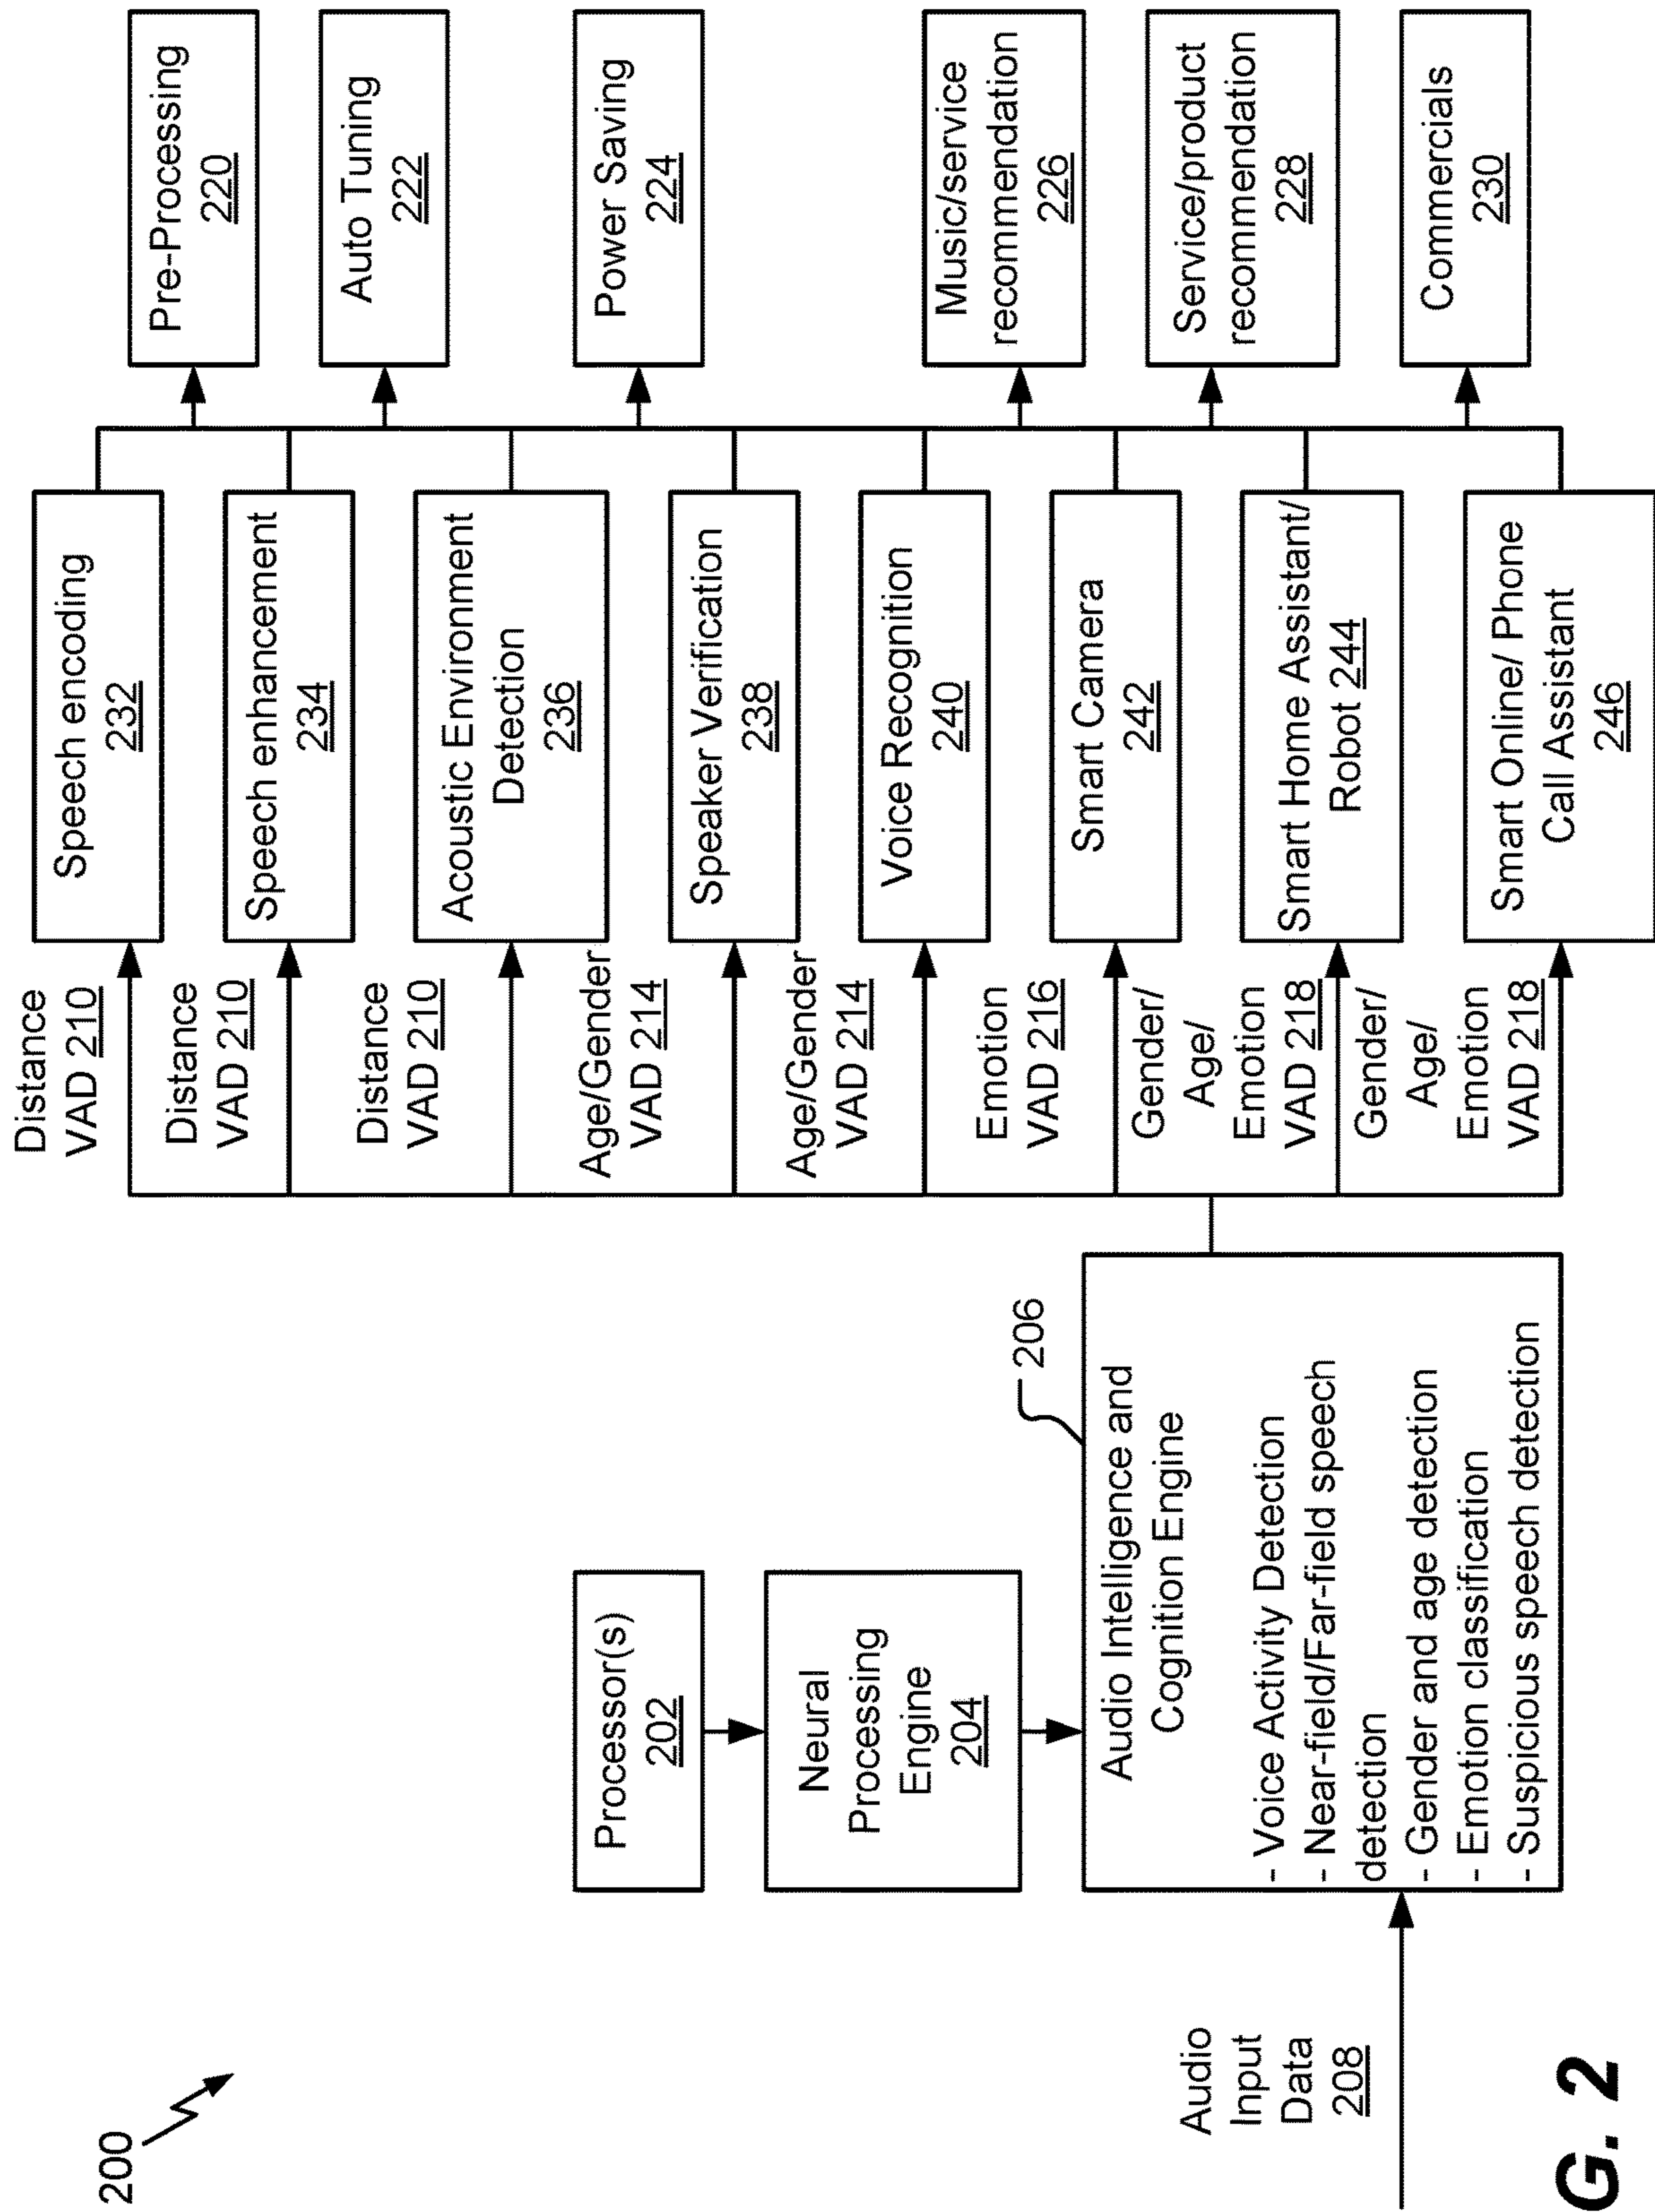 200
Audio
Input
Data
208
Processor(s)
202
Neural
Processing
Engine
204
206
Audio Intelligence and
Cognition Engine
- Voice Activity Detection
- Near-field/Far-field speech
detection
- Gender and age detection
- Emotion classification
- Suspicious speech detection
Distance
VAD 210
Distance
VAD 210
Distance
VAD 210
Age/Gender
VAD 214
Age/Gender
VAD 214
Emotion
VAD 216
Gender/
Age/
Emotion
VAD 218
Gender/
Age/
Emotion
VAD 218
Speech encoding
232
Speech enhancement
234
Acoustic Environment
Detection
236
Speaker Verification
238
Voice Recognition
240
Smart Camera
242
Smart Home Assistant/
Robot 244
Smart Online/ Phone
Call Assistant
246
Pre-Processing
220
Auto Tuning
222
Power Saving
224
Music/service
recommendation
226
Service/product
recommendation
228
Commercials
230
G. 2